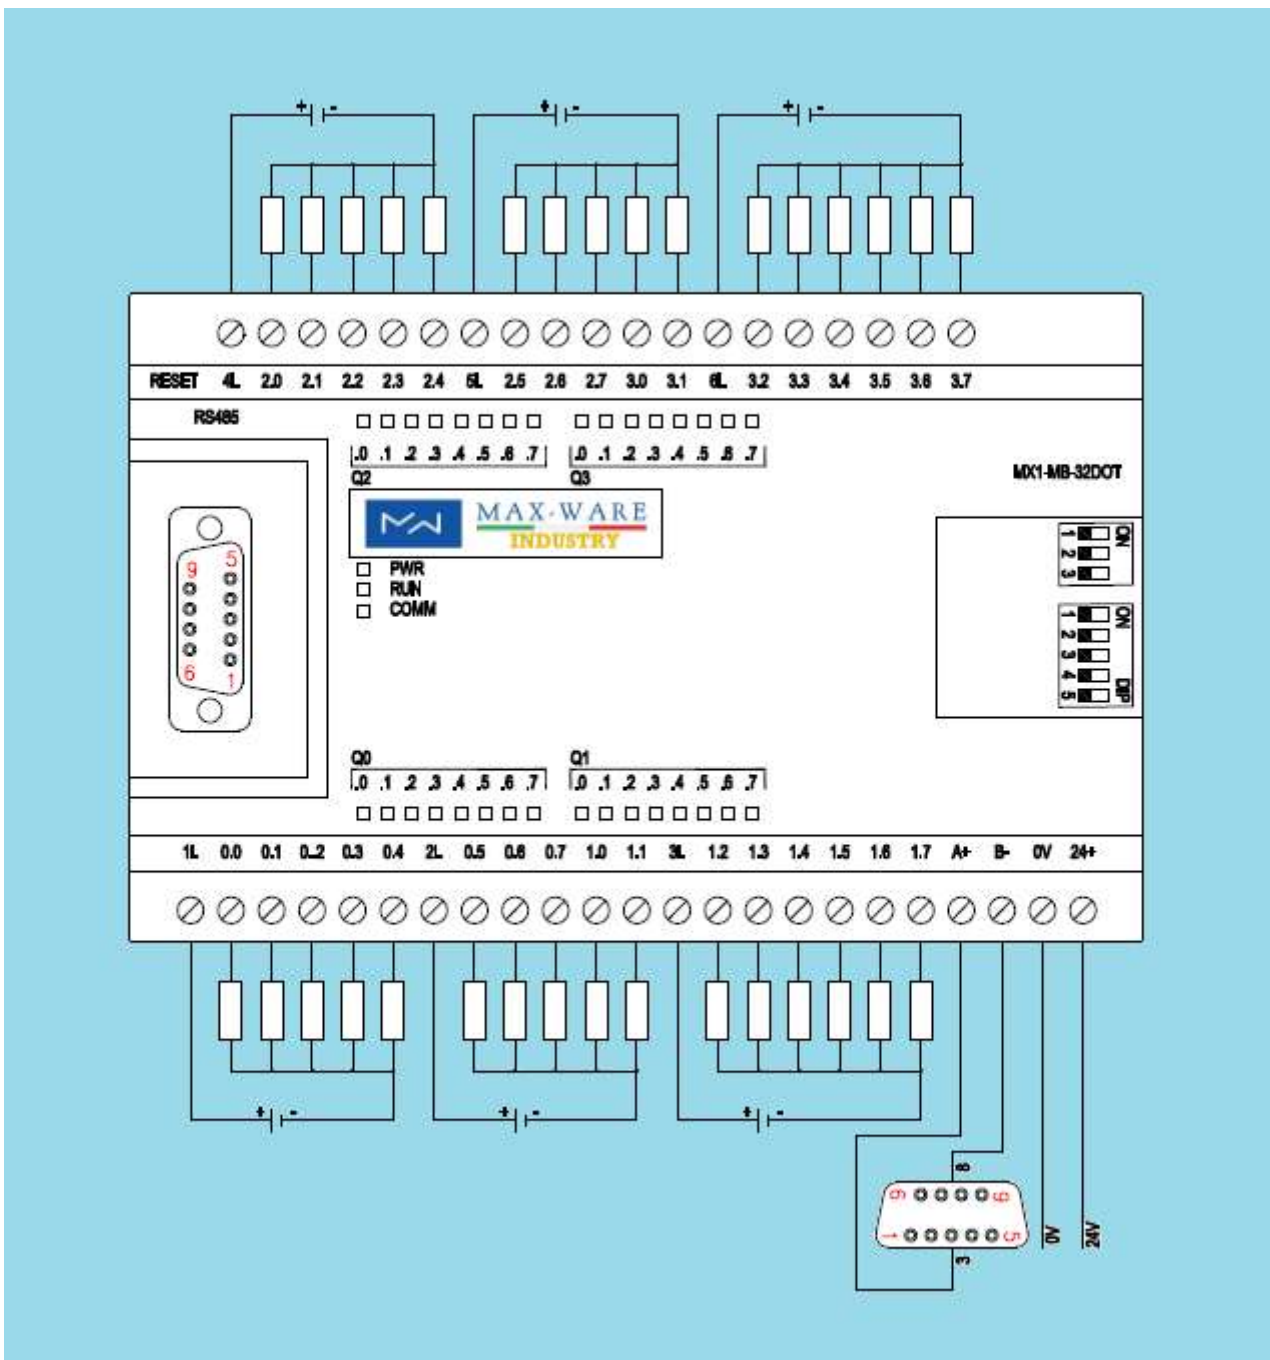 + - + - + -
RESET 4L 2.0 2.1 2.2 2.3 2.4 5L 2.5 2.6 2.7 3.0 3.1 6L 3.2 3.3 3.4 3.5 3.6 3.7
RS485
.0 .1 .2 .3 .4 .5 .6 .7 .0 .1 .2 .3 .4 .5 .6 .7
Q2 Q3
MX1-MB-32DOT
MAX-WARE
INDUSTRY
1 2 3 ON
PWR
RUN
COMM
9 5
6 1
1 2 3 4 5 ON DIP
Q0 Q1
.0 .1 .2 .3 .4 .5 .6 .7 .0 .1 .2 .3 .4 .5 .6 .7
1L 0.0 0.1 0..2 0.3 0.4 2L 0.5 0.6 0.7 1.0 1.1 3L 1.2 1.3 1.4 1.5 1.6 1.7 A+ B- 0V 24+
+ - + - + -
8
6 9
1 5
3
0V
24V